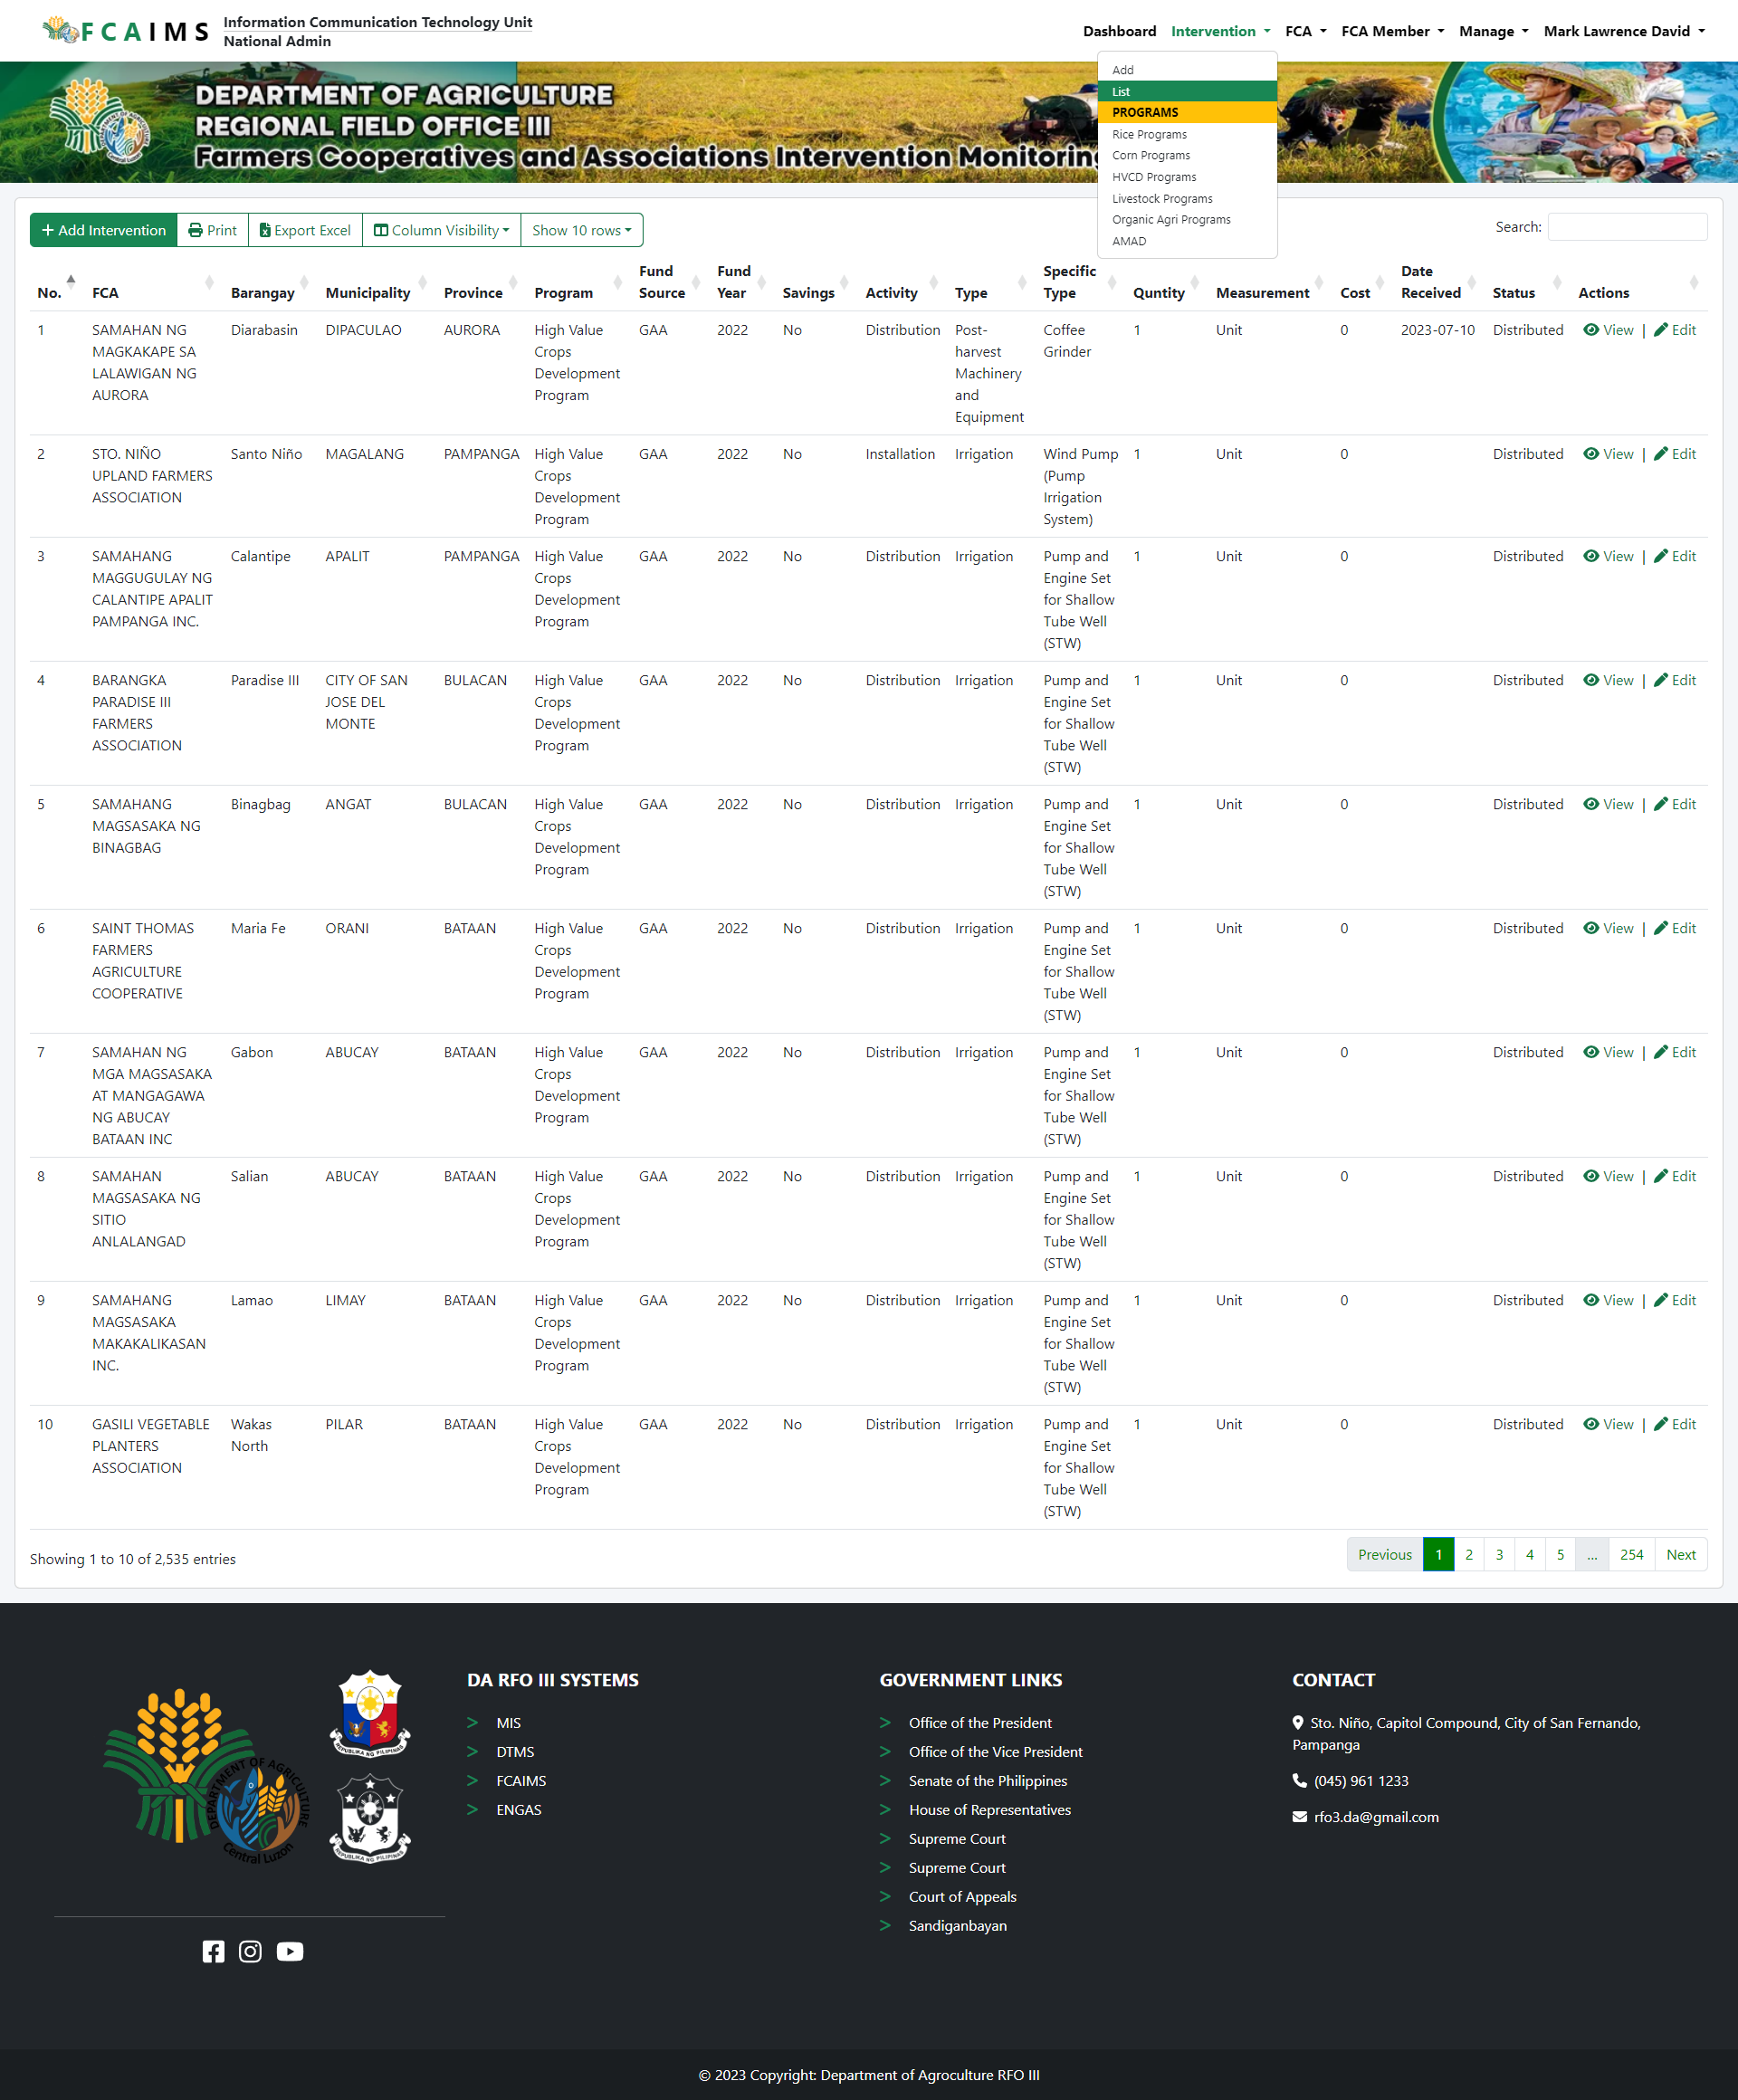 FCAIMS
Information Communication Technology Unit
National Admin
Dashboard Intervention FCA FCA Member Manage Mark Lawrence David
DEPARTMENT OF AGRICULTURE
REGIONAL FIELD OFFICE III
Farmers Cooperatives and Associations Intervention Monitoring
Add
List
PROGRAMS
Rice Programs
Corn Programs
HVCD Programs
Livestock Programs
Organic Agri Programs
AMAD
Add Intervention Print Export Excel Column Visibility Show 10 rows Search:
No. FCA Barangay Municipality Province Program Fund Source Fund Year Savings Activity Type Specific Type Quntity Measurement Cost Date Received Status Actions
1 SAMAHAN NG MAGKAKAPE SA LALAWIGAN NG AURORA Diarabasin DIPACULAO AURORA High Value Crops Development Program GAA 2022 No Distribution Post-harvest Machinery and Equipment Coffee Grinder 1 Unit 0 2023-07-10 Distributed View | Edit
2 STO. NIÑO UPLAND FARMERS ASSOCIATION Santo Niño MAGALANG PAMPANGA High Value Crops Development Program GAA 2022 No Installation Irrigation Wind Pump (Pump Irrigation System) 1 Unit 0 Distributed View | Edit
3 SAMAHANG MAGGUGULAY NG CALANTIPE APALIT PAMPANGA INC. Calantipe APALIT PAMPANGA High Value Crops Development Program GAA 2022 No Distribution Irrigation Pump and Engine Set for Shallow Tube Well (STW) 1 Unit 0 Distributed View | Edit
4 BARANGKA PARADISE III FARMERS ASSOCIATION Paradise III CITY OF SAN JOSE DEL MONTE BULACAN High Value Crops Development Program GAA 2022 No Distribution Irrigation Pump and Engine Set for Shallow Tube Well (STW) 1 Unit 0 Distributed View | Edit
5 SAMAHANG MAGSASAKA NG BINAGBAG Binagbag ANGAT BULACAN High Value Crops Development Program GAA 2022 No Distribution Irrigation Pump and Engine Set for Shallow Tube Well (STW) 1 Unit 0 Distributed View | Edit
6 SAINT THOMAS FARMERS AGRICULTURE COOPERATIVE Maria Fe ORANI BATAAN High Value Crops Development Program GAA 2022 No Distribution Irrigation Pump and Engine Set for Shallow Tube Well (STW) 1 Unit 0 Distributed View | Edit
7 SAMAHAN NG MGA MAGSASAKA AT MANGAGAWA NG ABUCAY BATAAN INC Gabon ABUCAY BATAAN High Value Crops Development Program GAA 2022 No Distribution Irrigation Pump and Engine Set for Shallow Tube Well (STW) 1 Unit 0 Distributed View | Edit
8 SAMAHAN MAGSASAKA NG SITIO ANLALANGAD Salian ABUCAY BATAAN High Value Crops Development Program GAA 2022 No Distribution Irrigation Pump and Engine Set for Shallow Tube Well (STW) 1 Unit 0 Distributed View | Edit
9 SAMAHANG MAGSASAKA MAKAKALIKASAN INC. Lamao LIMAY BATAAN High Value Crops Development Program GAA 2022 No Distribution Irrigation Pump and Engine Set for Shallow Tube Well (STW) 1 Unit 0 Distributed View | Edit
10 GASILI VEGETABLE PLANTERS ASSOCIATION Wakas North PILAR BATAAN High Value Crops Development Program GAA 2022 No Distribution Irrigation Pump and Engine Set for Shallow Tube Well (STW) 1 Unit 0 Distributed View | Edit
Showing 1 to 10 of 2,535 entries
Previous 1 2 3 4 5 ... 254 Next
DEPARTMENT OF AGRICULTURE
Central Luzon
REPUBLIKA NG PILIPINAS
REPUBLIKA NG PILIPINAS
DA RFO III SYSTEMS
> MIS
> DTMS
> FCAIMS
> ENGAS
GOVERNMENT LINKS
> Office of the President
> Office of the Vice President
> Senate of the Philippines
> House of Representatives
> Supreme Court
> Supreme Court
> Court of Appeals
> Sandiganbayan
CONTACT
Sto. Niño, Capitol Compound, City of San Fernando,
Pampanga
(045) 961 1233
rfo3.da@gmail.com
© 2023 Copyright: Department of Agroculture RFO III